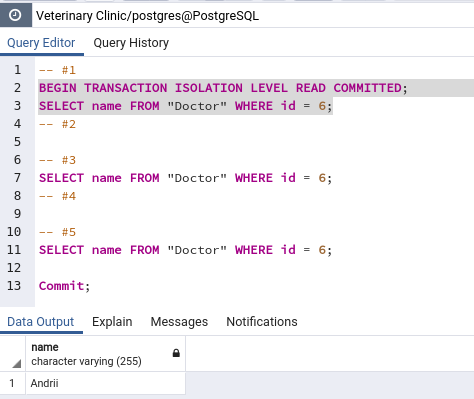 Veterinary Clinic/postgres@PostgreSQL
Query Editor Query History
1 -- #1
2 BEGIN TRANSACTION ISOLATION LEVEL READ COMMITTED;
3 SELECT name FROM "Doctor" WHERE id = 6;
4 -- #2
5
6 -- #3
7 SELECT name FROM "Doctor" WHERE id = 6;
8 -- #4
9
10 -- #5
11 SELECT name FROM "Doctor" WHERE id = 6;
12
13 Commit;
Data Output Explain Messages Notifications
name
character varying (255)
1 Andrii